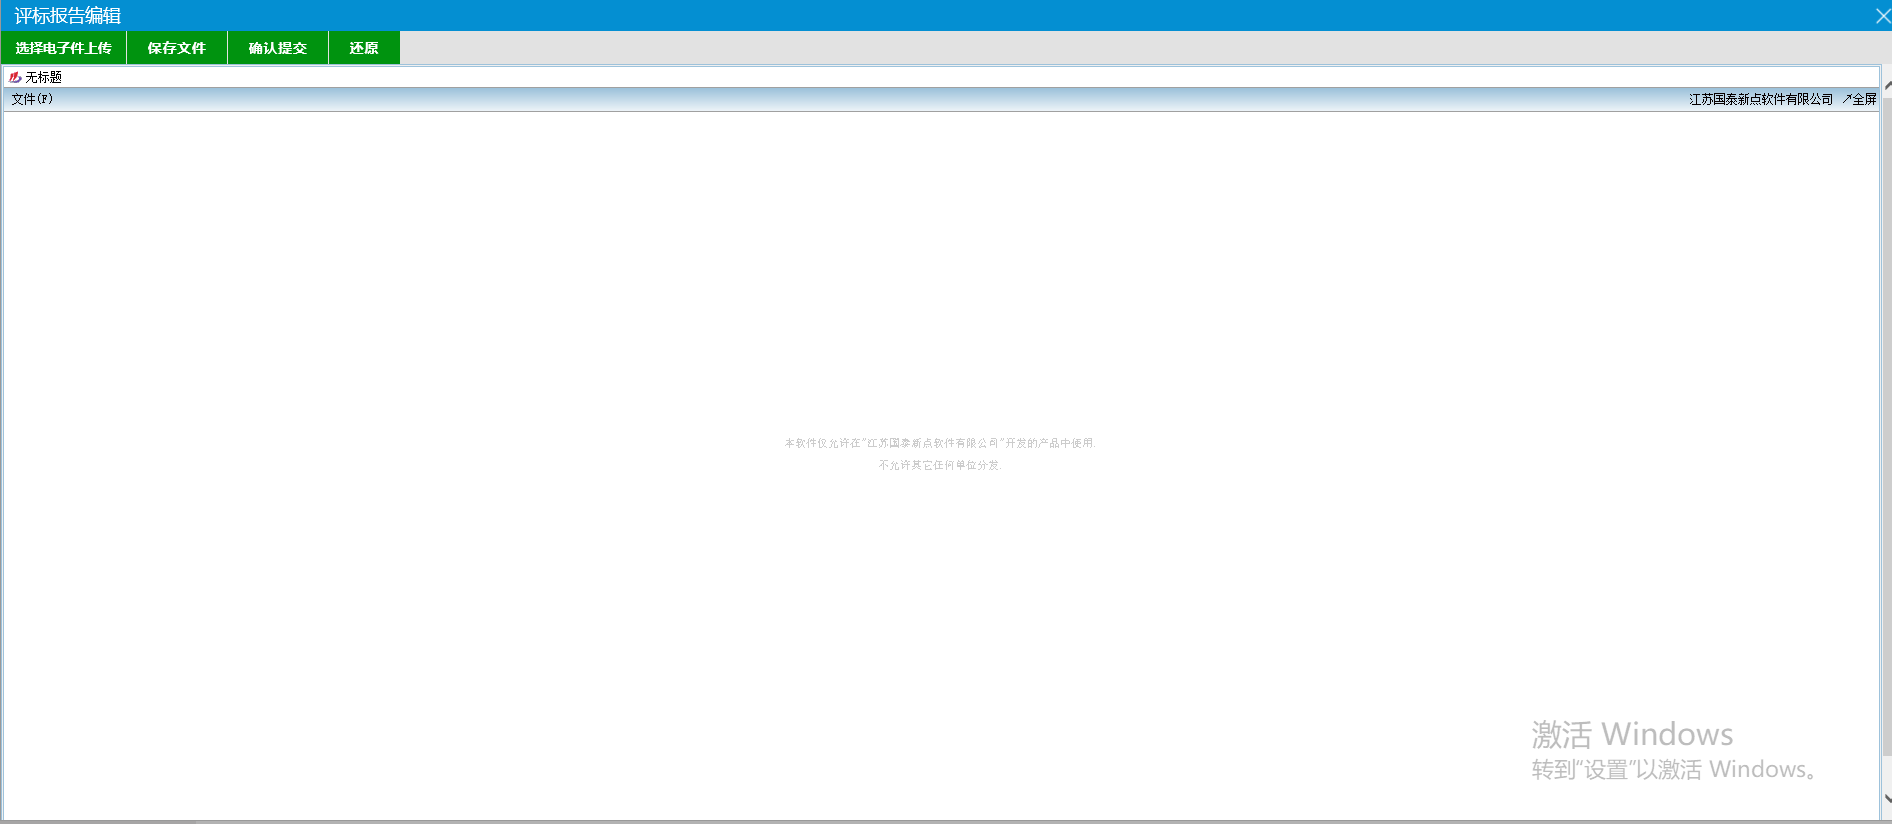 评标报告编辑
选择电子件上传 保存文件 确认提交 还原
无标题
文件(F) 江苏国泰新点软件有限公司 ↗全屏
本软件仅允许在"江苏国泰新点软件有限公司"开发的产品中使用.
不允许其它任何单位分发.
激活 Windows
转到"设置"以激活 Windows。